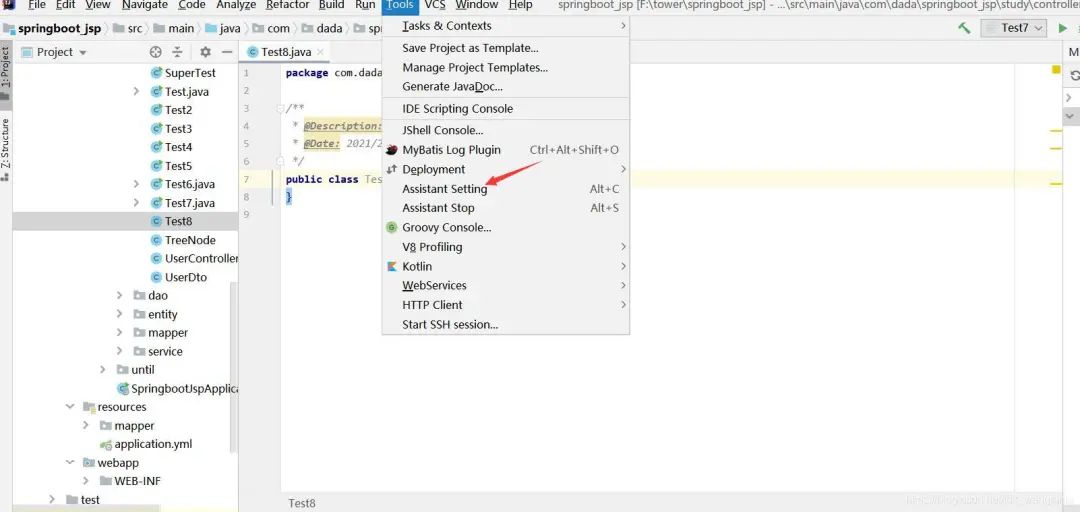 File Edit View Navigate Code Analyze Refactor Build Run Tools VCS Window Help springboot_jsp [F:\tower\springboot_jsp] - ...\src\main\java\com\dada\springboot_jsp\study\controller
springboot_jsp src main java com dada Test7
1: Project
Z: Structure
Project
Test8.java
SuperTest
Test.java
Test2
Test3
Test4
Test5
Test6.java
Test7.java
Test8
TreeNode
UserController
UserDto
dao
entity
mapper
service
until
SpringbootJspApplica
resources
mapper
application.yml
webapp
WEB-INF
test
1 package com.dada
2
3 /**
4 * @Description:
5 * @Date: 2021/2
6 */
7 public class Tes
8 }
9
Tasks & Contexts
Save Project as Template...
Manage Project Templates...
Generate JavaDoc...
IDE Scripting Console
JShell Console...
MyBatis Log Plugin Ctrl+Alt+Shift+O
Deployment
Assistant Setting Alt+C
Assistant Stop Alt+S
Groovy Console...
V8 Profiling
Kotlin
WebServices
HTTP Client
Start SSH session...
Test8